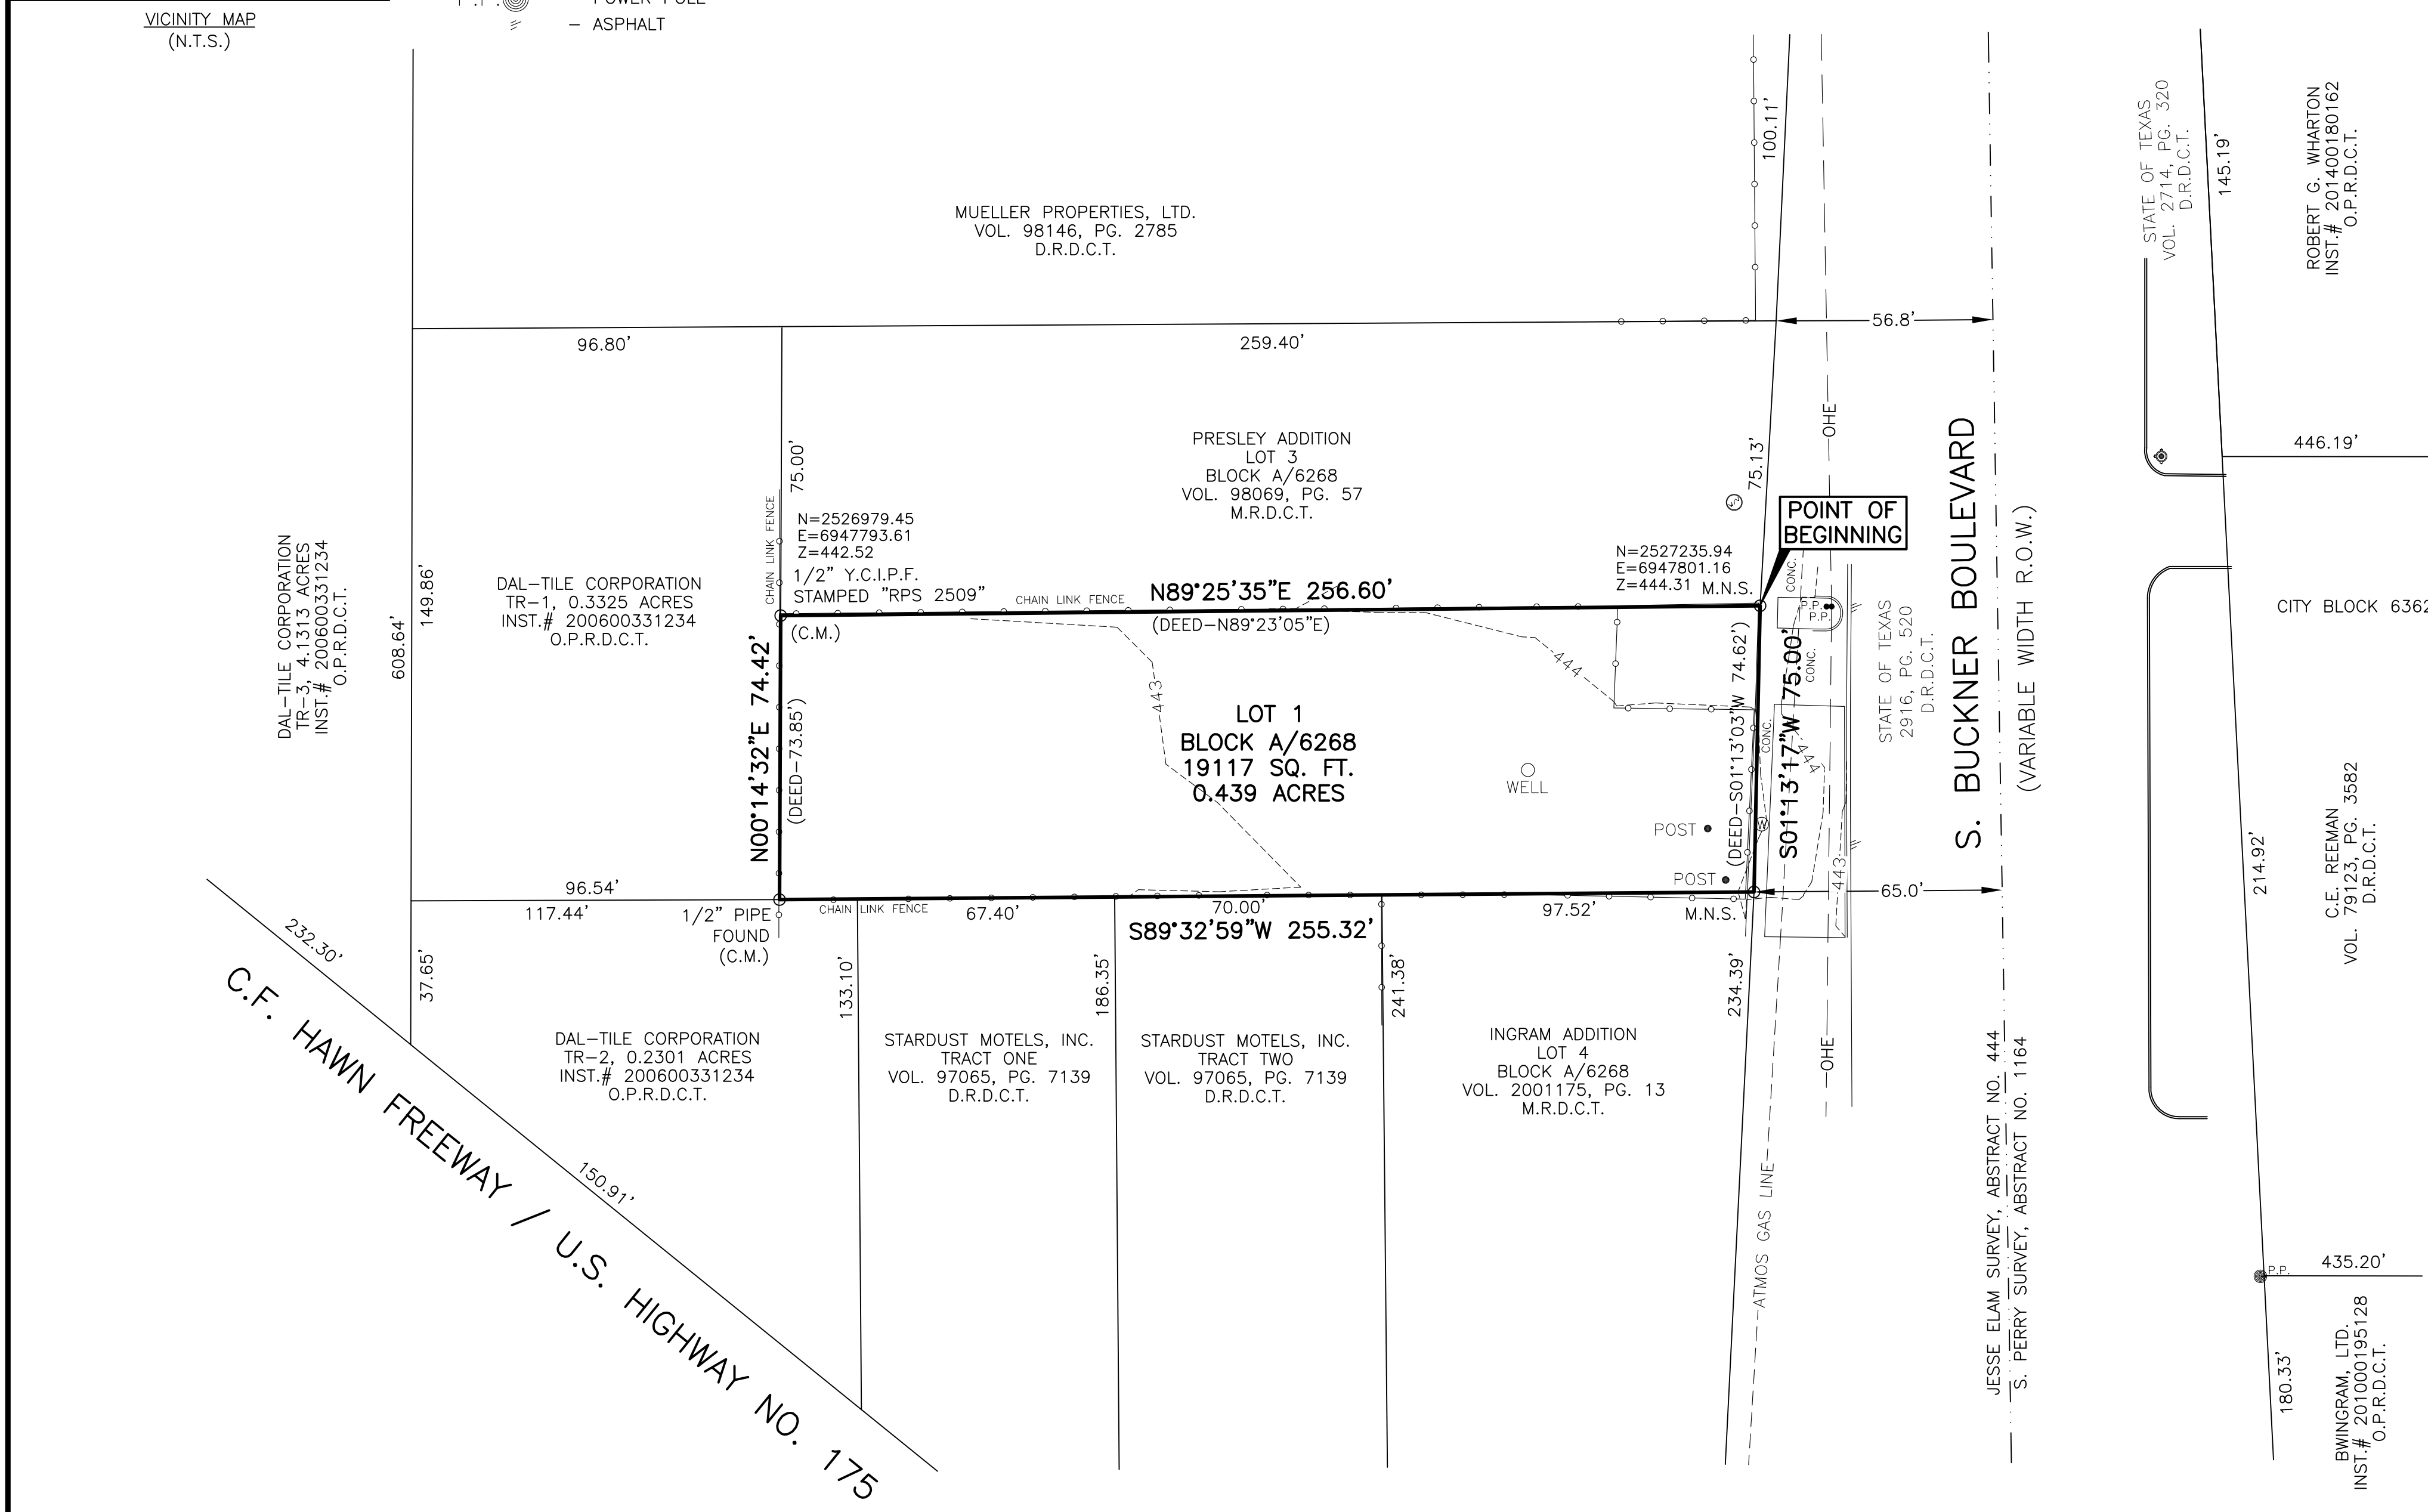 VICINITY MAP
(N.T.S.)
– ASPHALT
MUELLER PROPERTIES, LTD.
VOL. 98146, PG. 2785
D.R.D.C.T.
100.11'
56.8'
96.80'
259.40'
STATE OF TEXAS
VOL. 2714, PG. 320
D.R.D.C.T.
145.19'
ROBERT G. WHARTON
INST.# 201400180162
O.P.R.D.C.T.
446.19'
CITY BLOCK 6362
DAL-TILE CORPORATION
TR-3, 4.1313 ACRES
INST.# 200600331234
O.P.R.D.C.T.
608.64'
149.86'
DAL-TILE CORPORATION
TR-1, 0.3325 ACRES
INST.# 200600331234
O.P.R.D.C.T.
CHAIN LINK FENCE
75.00'
N=2526979.45
E=6947793.61
Z=442.52
1/2" Y.C.I.P.F.
STAMPED "RPS 2509"
(C.M.)
PRESLEY ADDITION
LOT 3
BLOCK A/6268
VOL. 98069, PG. 57
M.R.D.C.T.
75.13'
OHE
POINT OF
BEGINNING
N=2527235.94
E=6947801.16
Z=444.31 M.N.S.
CHAIN LINK FENCE
N89°25'35"E 256.60'
(DEED-N89°23'05"E)
N00°14'32"E 74.42'
(DEED-73.85')
443
444
LOT 1
BLOCK A/6268
19117 SQ. FT.
0.439 ACRES
WELL
POST
POST
(DEED-S01°13'03"W 74.62')
S01°13'17"W 75.00'
CONC.
CONC.
CONC.
P.P.
P.P.
W
444
443
STATE OF TEXAS
2916, PG. 520
D.R.D.C.T.
S. BUCKNER BOULEVARD
(VARIABLE WIDTH R.O.W.)
65.0'
96.54'
117.44'
1/2" PIPE
FOUND
(C.M.)
CHAIN LINK FENCE
67.40'
70.00'
97.52'
M.N.S.
S89°32'59"W 255.32'
232.30'
37.65'
133.10'
186.35'
241.38'
234.39'
C.F. HAWN FREEWAY / U.S. HIGHWAY NO. 175
150.91'
DAL-TILE CORPORATION
TR-2, 0.2301 ACRES
INST.# 200600331234
O.P.R.D.C.T.
STARDUST MOTELS, INC.
TRACT ONE
VOL. 97065, PG. 7139
D.R.D.C.T.
STARDUST MOTELS, INC.
TRACT TWO
VOL. 97065, PG. 7139
D.R.D.C.T.
INGRAM ADDITION
LOT 4
BLOCK A/6268
VOL. 2001175, PG. 13
M.R.D.C.T.
ATMOS GAS LINE
OHE
JESSE ELAM SURVEY, ABSTRACT NO. 444
S. PERRY SURVEY, ABSTRACT NO. 1164
214.92'
C.E. REEMAN
VOL. 79123, PG. 3582
D.R.D.C.T.
P.P.
435.20'
180.33'
BWINGRAM, LTD.
INST.# 201000195128
O.P.R.D.C.T.